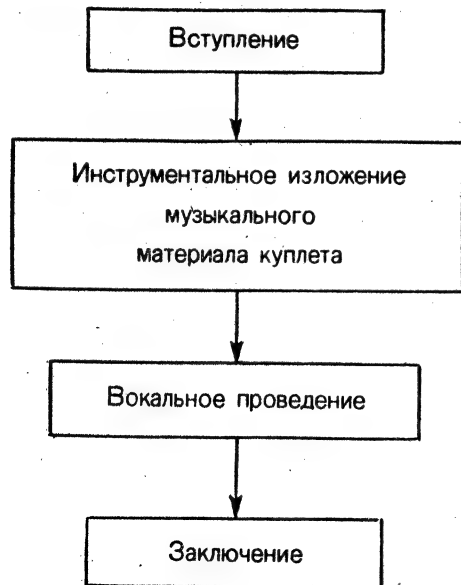 Вступление
Инструментальное изложение
музыкального
материала куплета
Вокальное проведение
Заключение